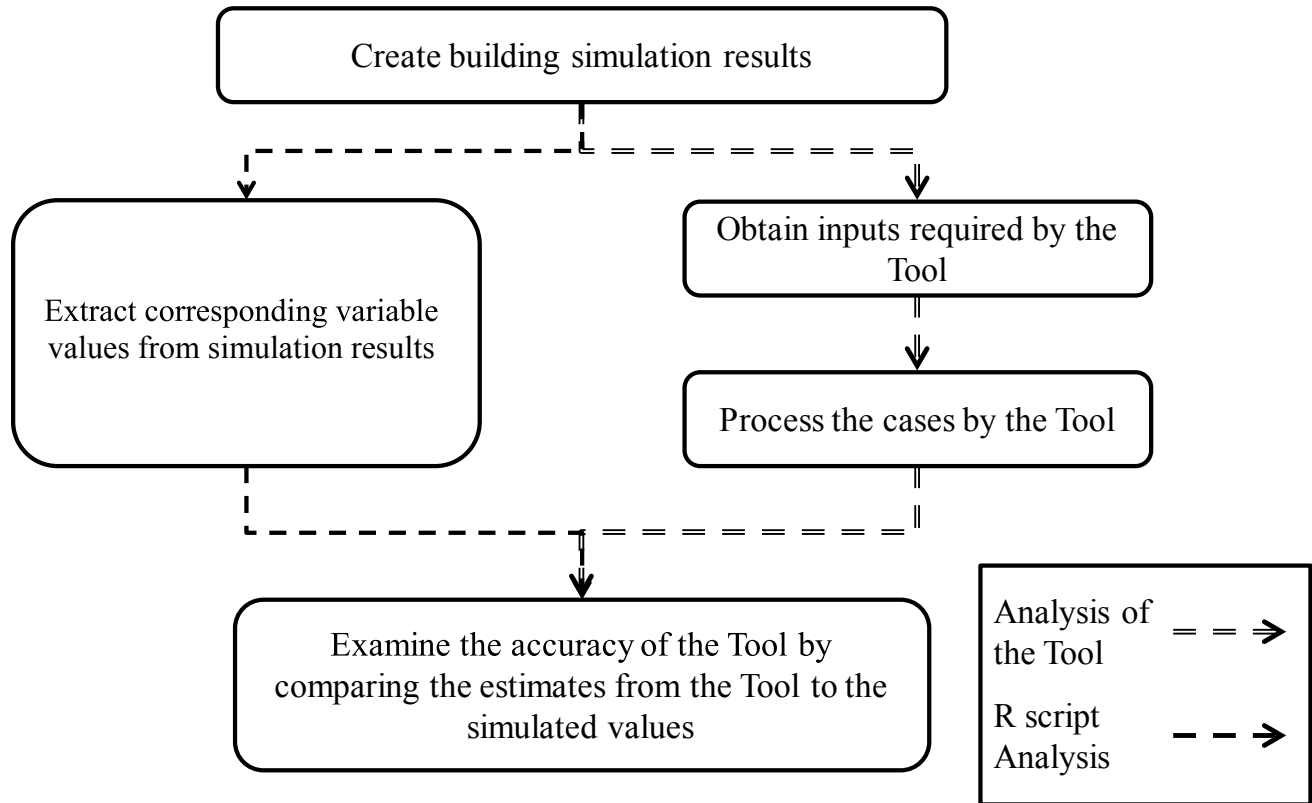 Create building simulation results
Extract corresponding variable
values from simulation results
Obtain inputs required by the
Tool
Process the cases by the Tool
Examine the accuracy of the Tool by
comparing the estimates from the Tool to the
simulated values
Analysis of
the Tool
R script
Analysis